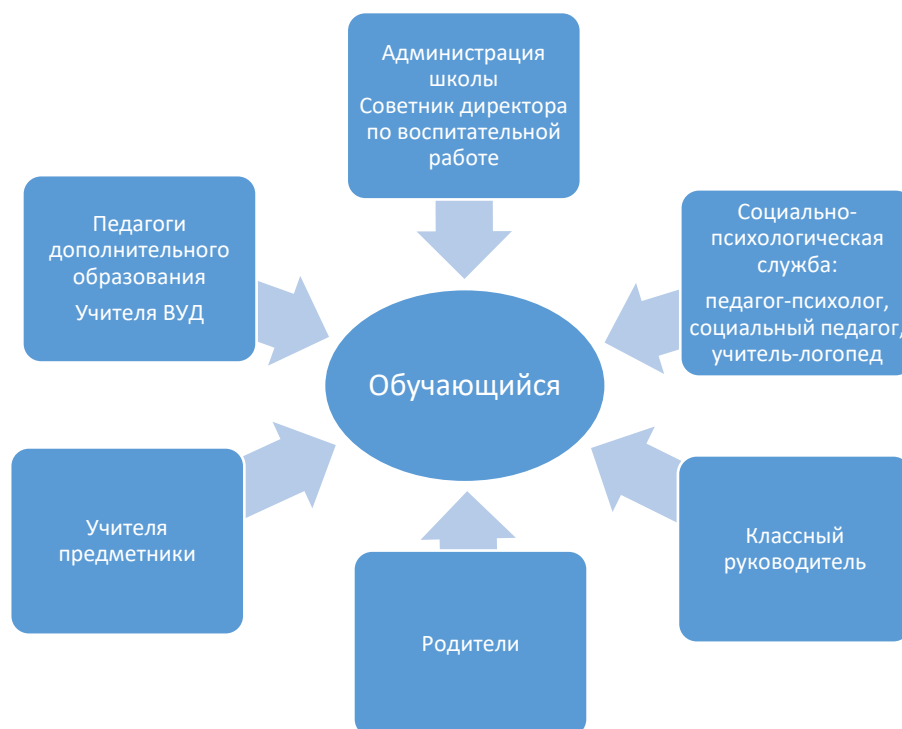 Администрация
школы
Советник директора
по воспитательной
работе
Педагоги
дополнительного
образования
Учителя ВУД
Социально-
психологическая
служба:
педагог-психолог,
социальный педагог,
учитель-логопед
Обучающийся
Учителя
предметники
Классный
руководитель
Родители